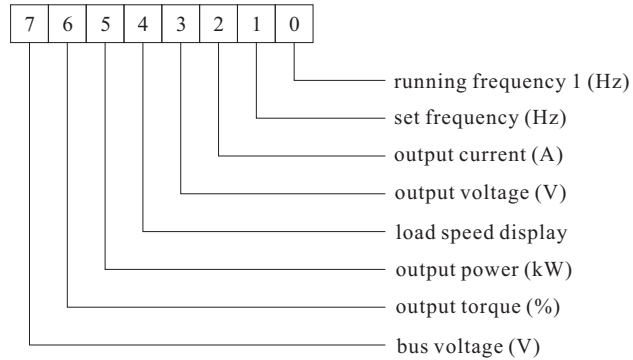 7 6 5 4 3 2 1 0
running frequency 1 (Hz)
set frequency (Hz)
output current (A)
output voltage (V)
load speed display
output power (kW)
output torque (%)
bus voltage (V)